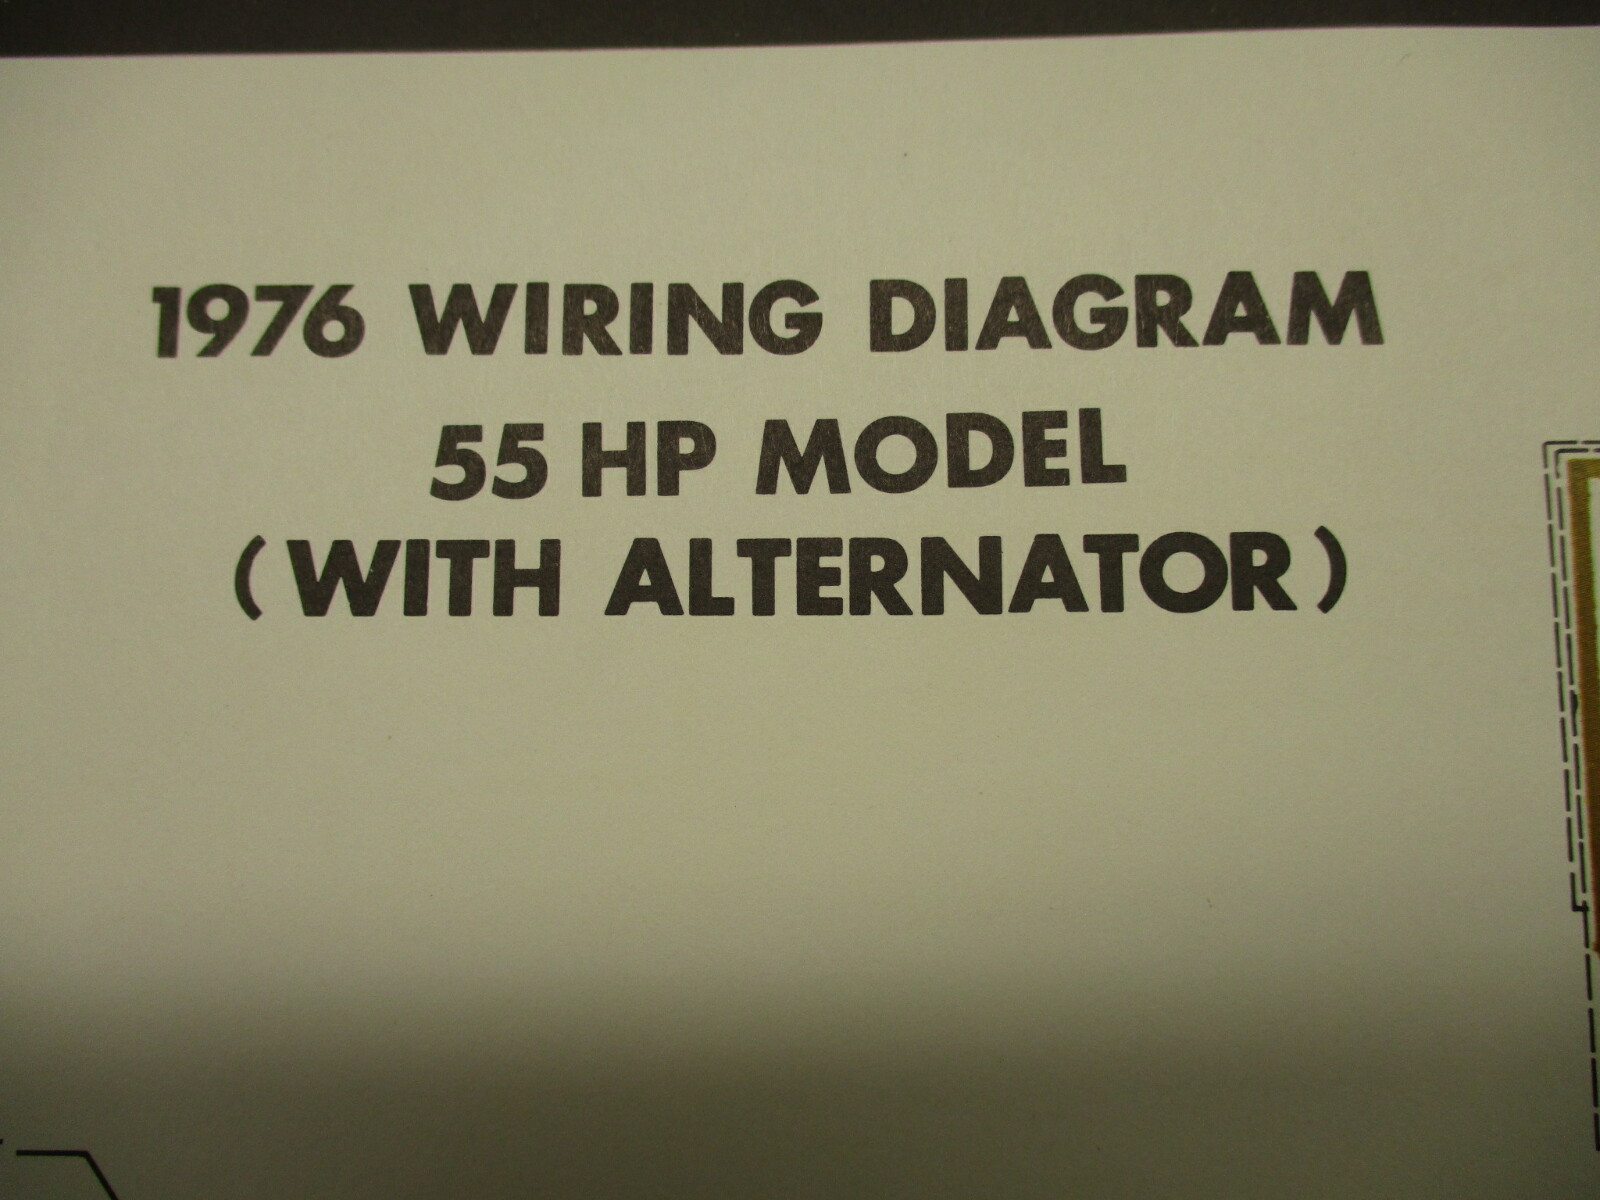 1976 WIRING DIAGRAM
55 HP MODEL
(WITH ALTERNATOR)